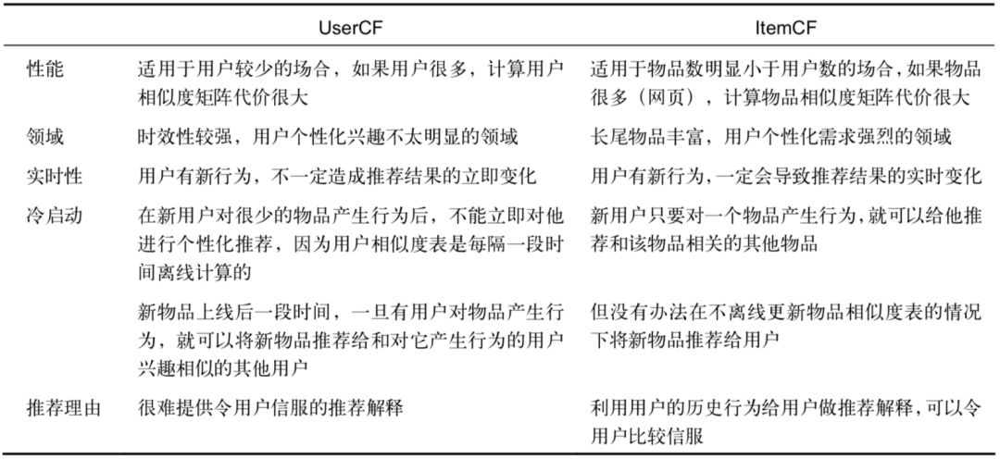 UserCF ItemCF
性能 适用于用户较少的场合，如果用户很多，计算用户 适用于物品数明显小于用户数的场合，如果物品
相似度矩阵代价很大 很多（网页），计算物品相似度矩阵代价很大
领域 时效性较强，用户个性化兴趣不太明显的领域 长尾物品丰富，用户个性化需求强烈的领域
实时性 用户有新行为，不一定造成推荐结果的立即变化 用户有新行为，一定会导致推荐结果的实时变化
冷启动 在新用户对很少的物品产生行为后，不能立即对他 新用户只要对一个物品产生行为，就可以给他推
进行个性化推荐，因为用户相似度表是每隔一段时 荐和该物品相关的其他物品
间离线计算的
新物品上线后一段时间，一旦有用户对物品产生行 但没有办法在不离线更新物品相似度表的情况
为，就可以将新物品推荐给和对它产生行为的用户 下将新物品推荐给用户
兴趣相似的其他用户
推荐理由 很难提供令用户信服的推荐解释 利用用户的历史行为给用户做推荐解释，可以令
用户比较信服